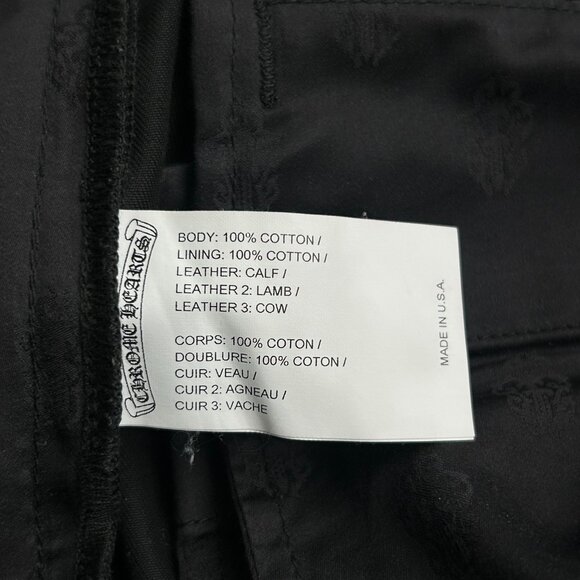 CHROME HEARTS
BODY: 100% COTTON /
LINING: 100% COTTON /
LEATHER: CALF /
LEATHER 2: LAMB /
LEATHER 3: COW
CORPS: 100% COTON /
DOUBLURE: 100% COTON /
CUIR: VEAU /
CUIR 2: AGNEAU /
CUIR 3: VACHE
MADE IN U.S.A.